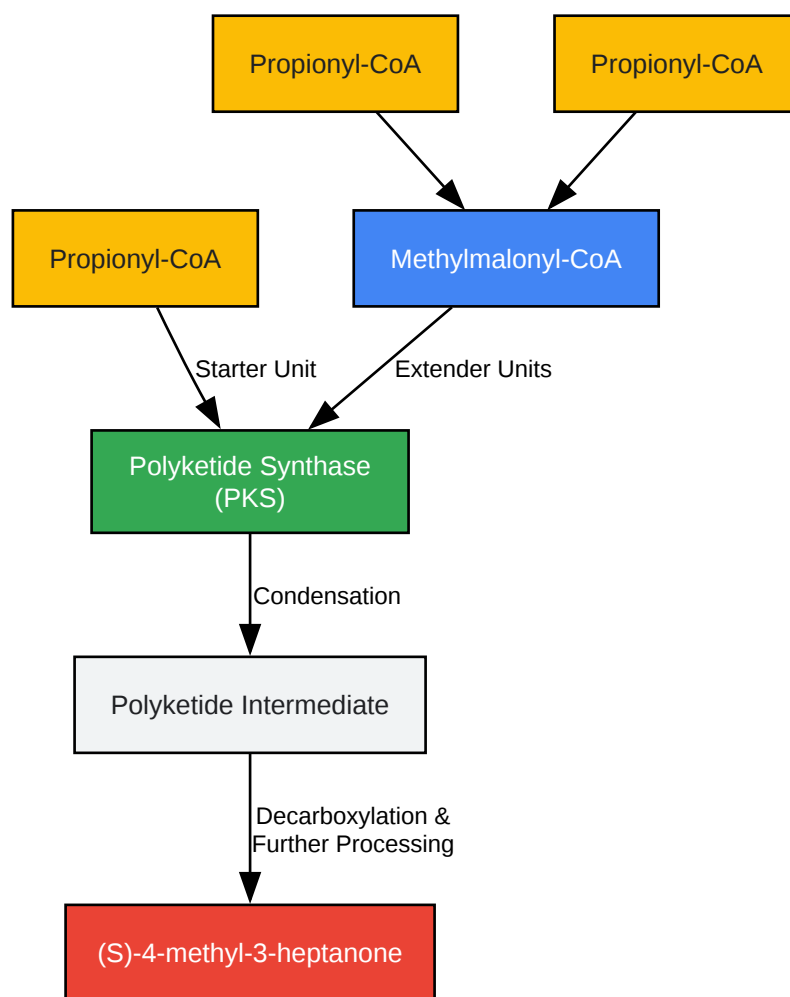 Propionyl-CoA
Propionyl-CoA
Propionyl-CoA
Methylmalonyl-CoA
Starter Unit
Extender Units
Polyketide Synthase
(PKS)
Condensation
Polyketide Intermediate
Decarboxylation &
Further Processing
(S)-4-methyl-3-heptanone